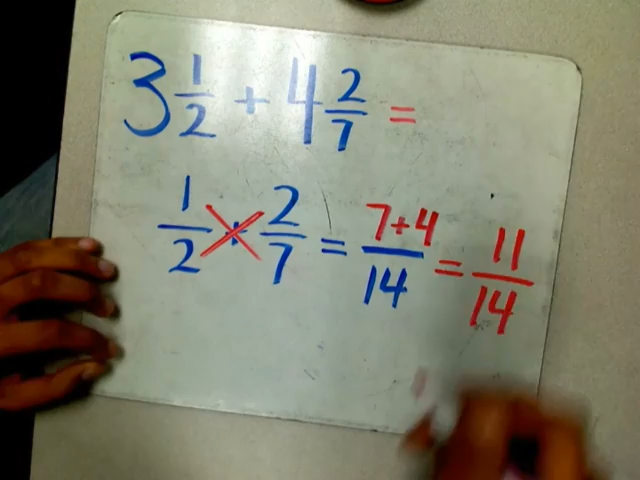 3 1/2 + 4 2/7 =
1/2 + 2/7 = 7+4/14 = 11/14